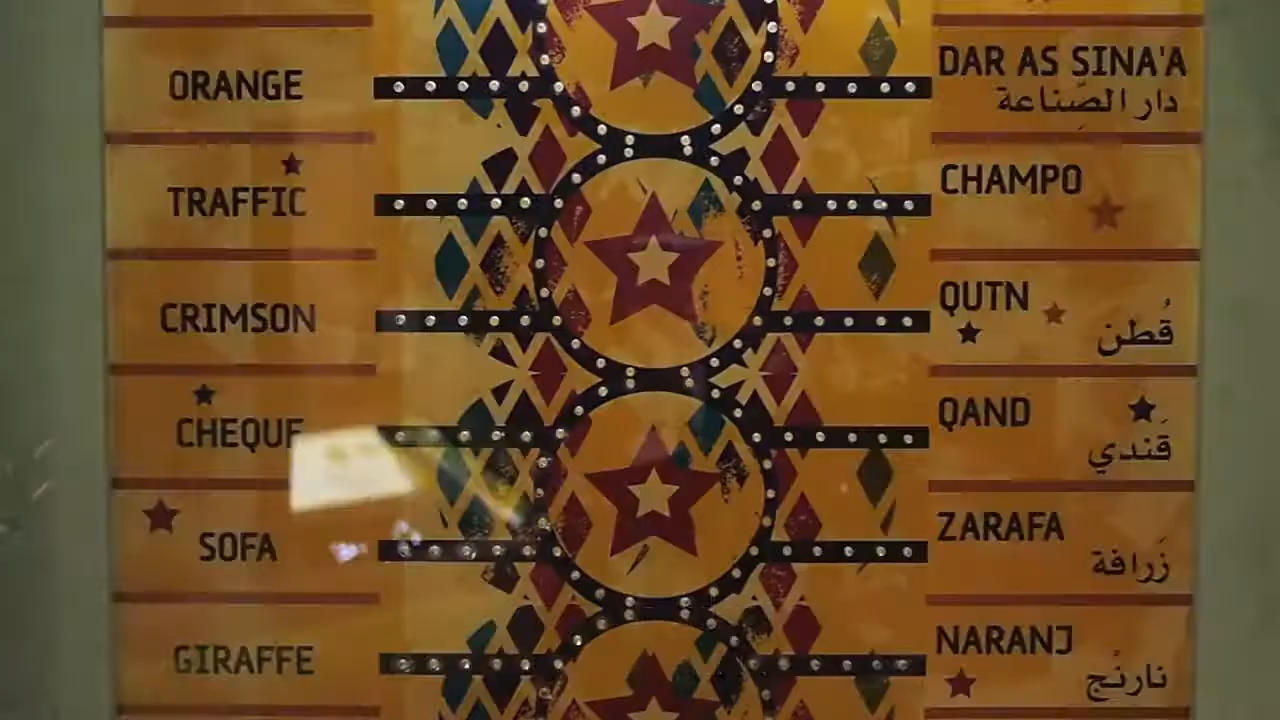 ORANGE
DAR AS SINA'A
دار الصِّناعة
TRAFFIC
CHAMPO
CRIMSON
QUTN
قُطن
CHEQUE
QAND
قَندي
SOFA
ZARAFA
زَرافة
GIRAFFE
NARANJ
نارنْج